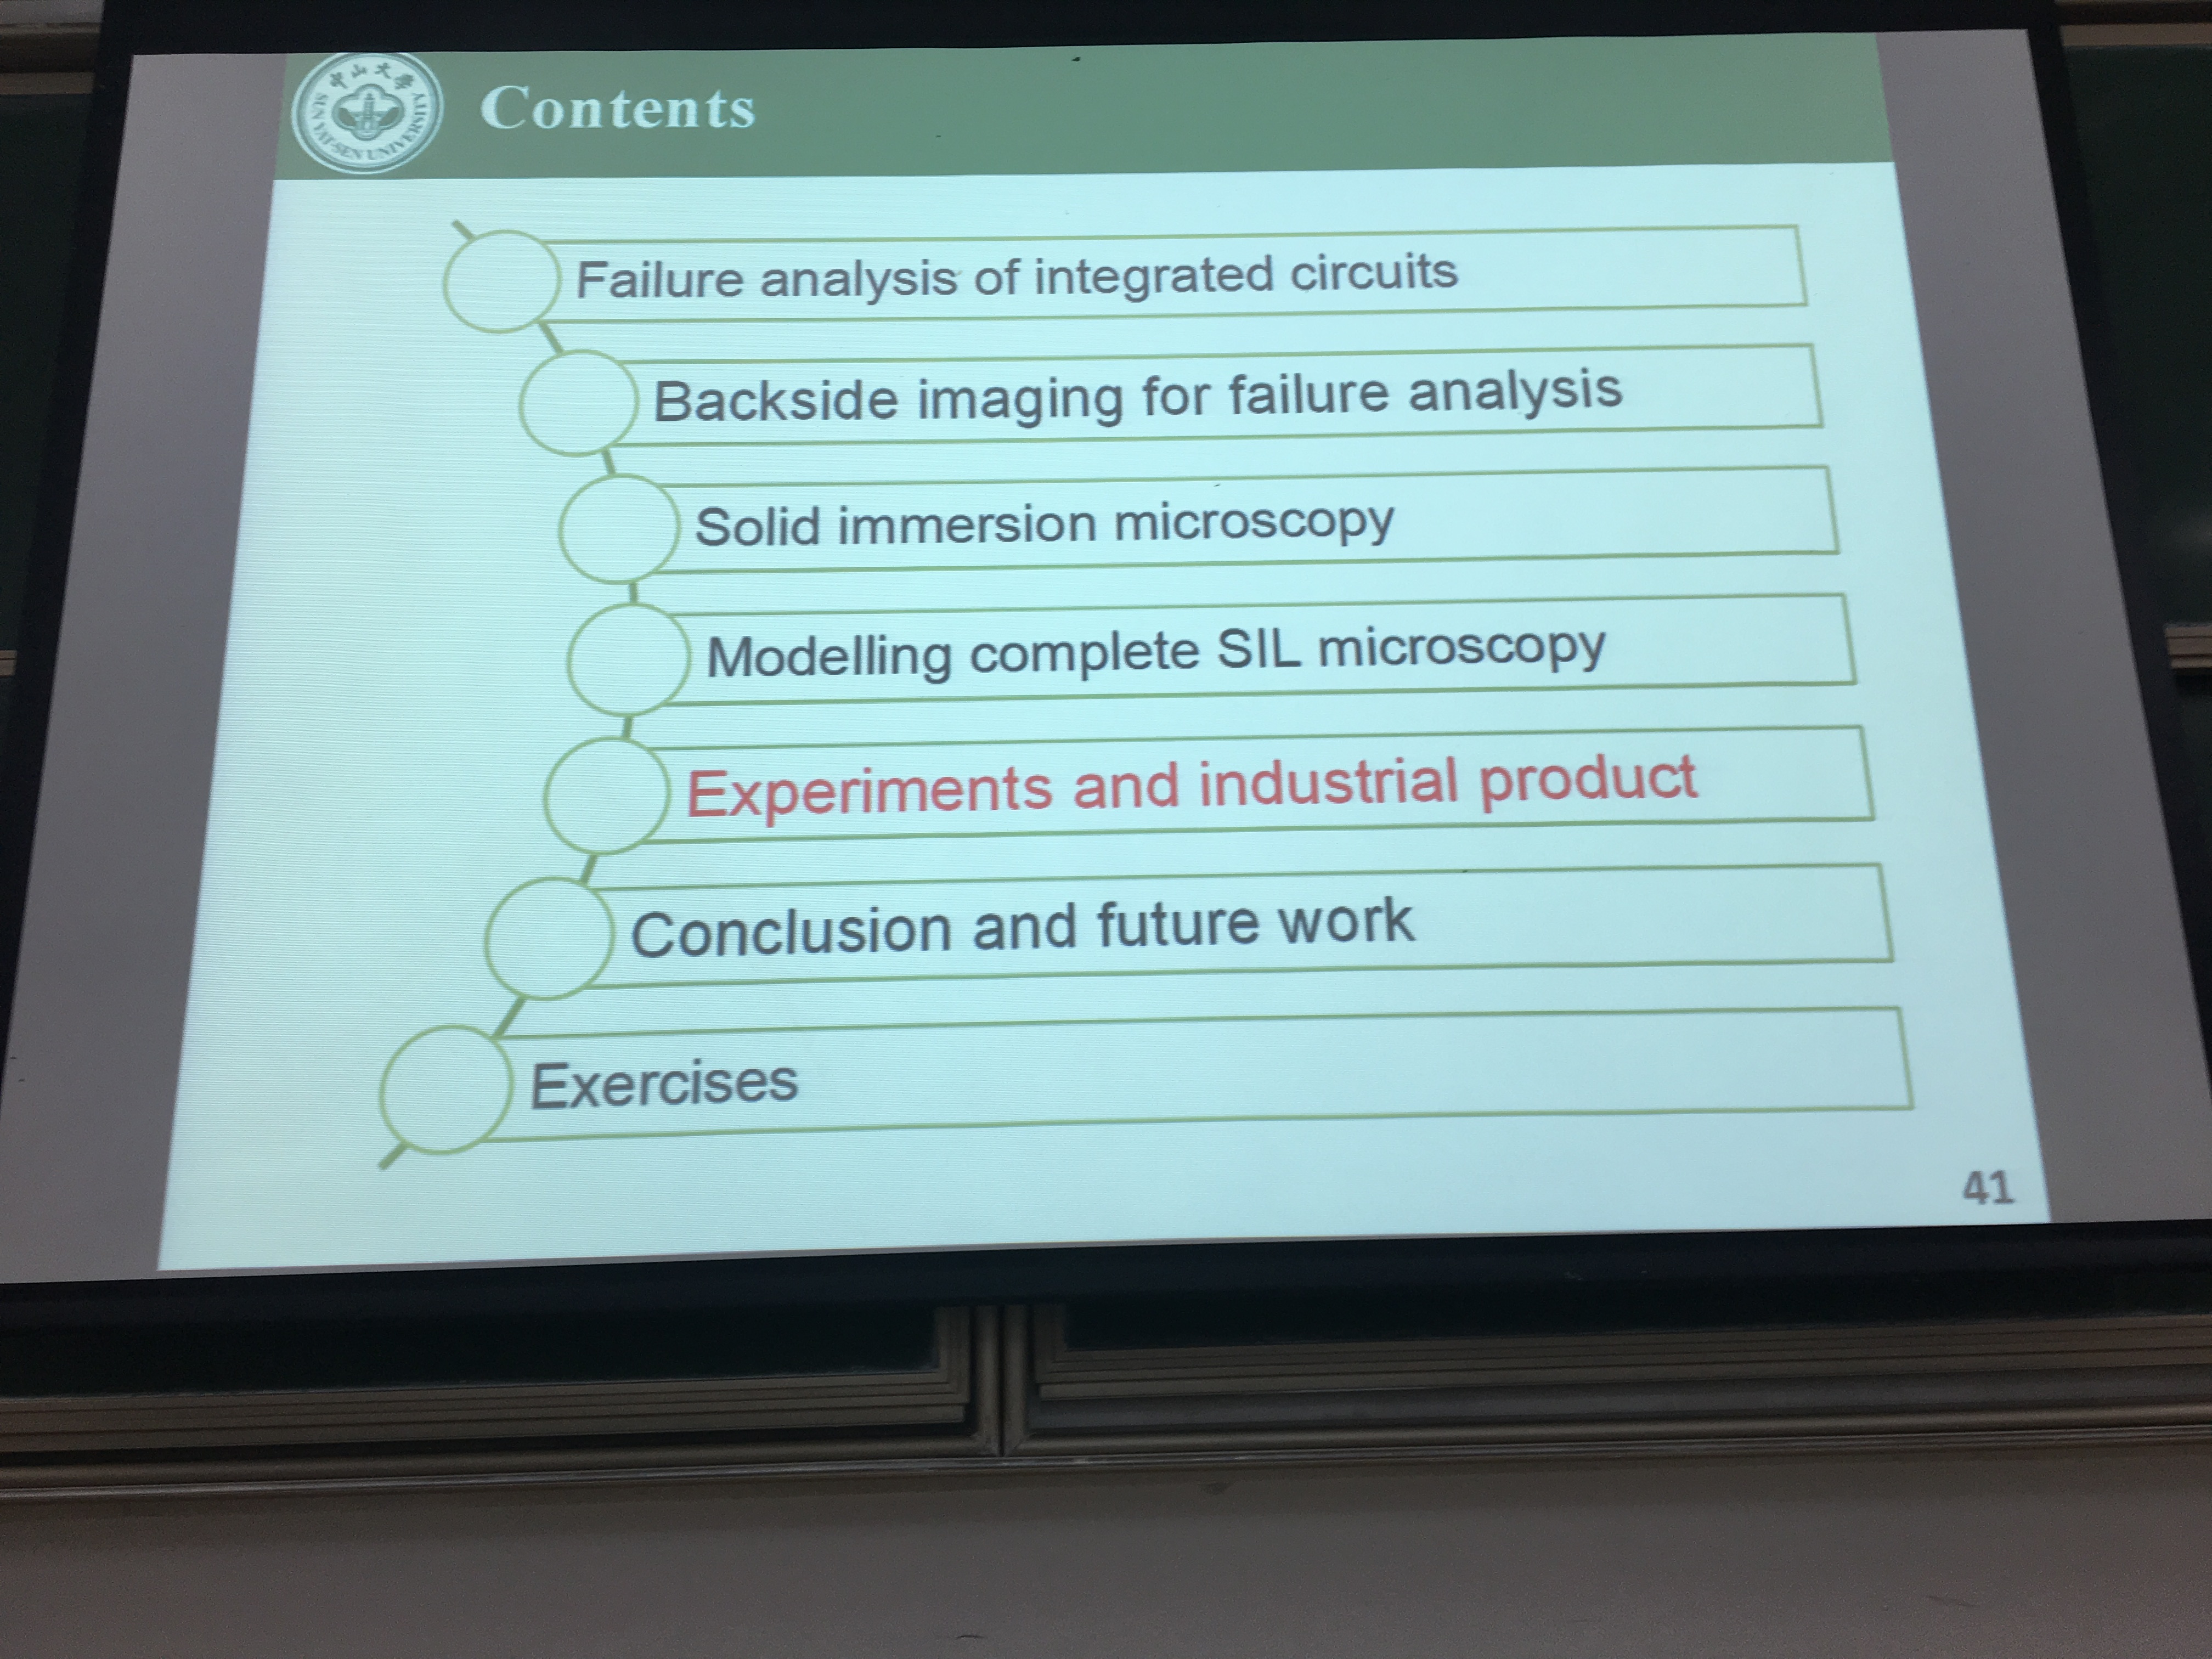 中山大學
SUN YAT-SEN UNIVERSITY
Contents
Failure analysis of integrated circuits
Backside imaging for failure analysis
Solid immersion microscopy
Modelling complete SIL microscopy
Experiments and industrial product
Conclusion and future work
Exercises
41